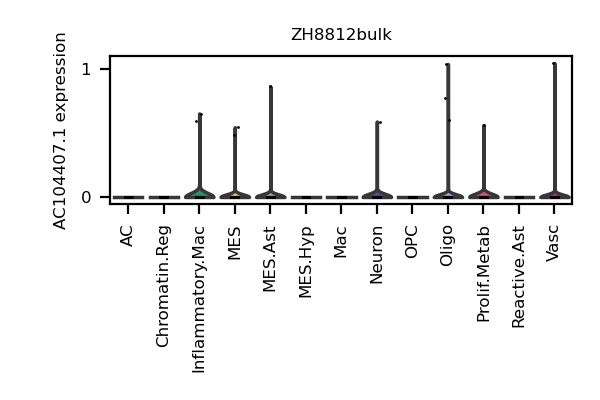 ZH8812bulk
AC104407.1 expression
1
0
AC
Chromatin.Reg
Inflammatory.Mac
MES
MES.Ast
MES.Hyp
Mac
Neuron
OPC
Oligo
Prolif.Metab
Reactive.Ast
Vasc